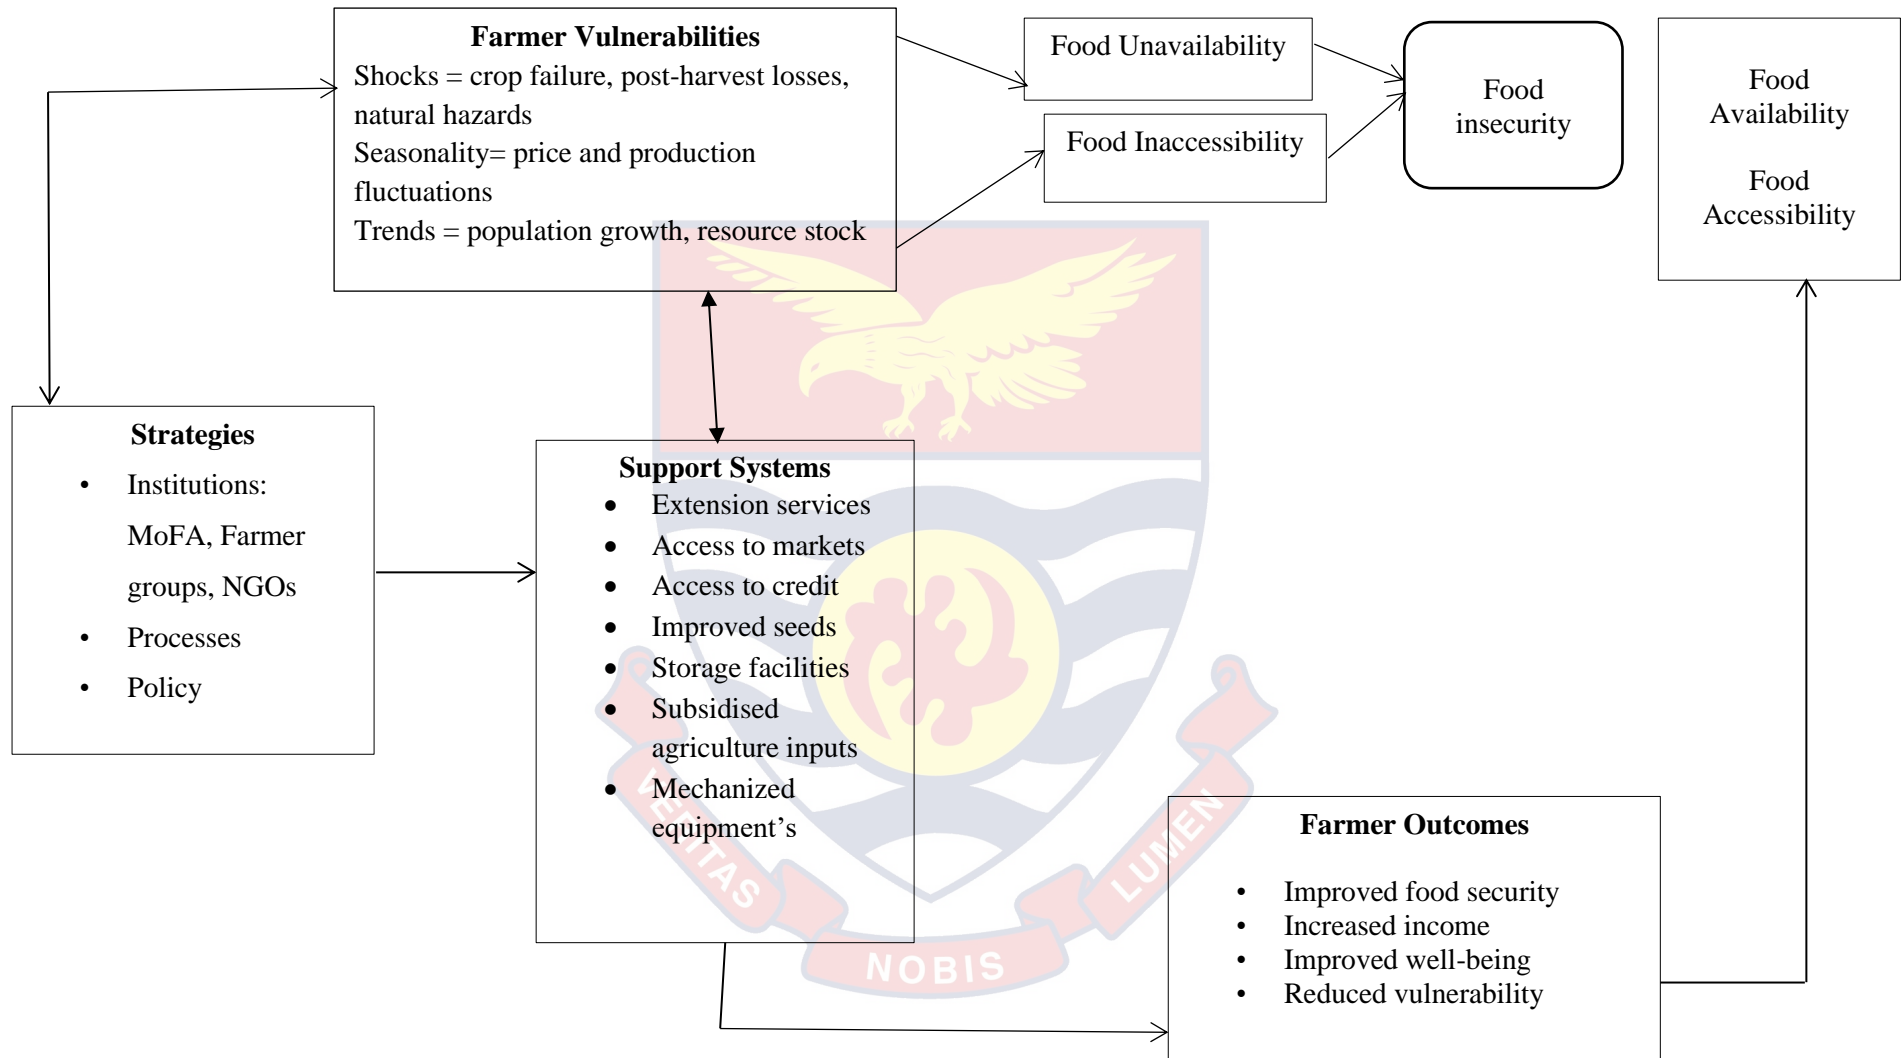 Farmer Vulnerabilities
Shocks = crop failure, post-harvest losses,
natural hazards
Seasonality= price and production
fluctuations
Trends = population growth, resource stock
Food Unavailability
Food Inaccessibility
Food
insecurity
Food
Availability
Food
Accessibility
Strategies
• Institutions:
MoFA, Farmer
groups, NGOs
• Processes
• Policy
Support Systems
• Extension services
• Access to markets
• Access to credit
• Improved seeds
• Storage facilities
• Subsidised
agriculture inputs
• Mechanized
equipment’s
Farmer Outcomes
• Improved food security
• Increased income
• Improved well-being
• Reduced vulnerability
VERITAS
NOBIS
LUMEN